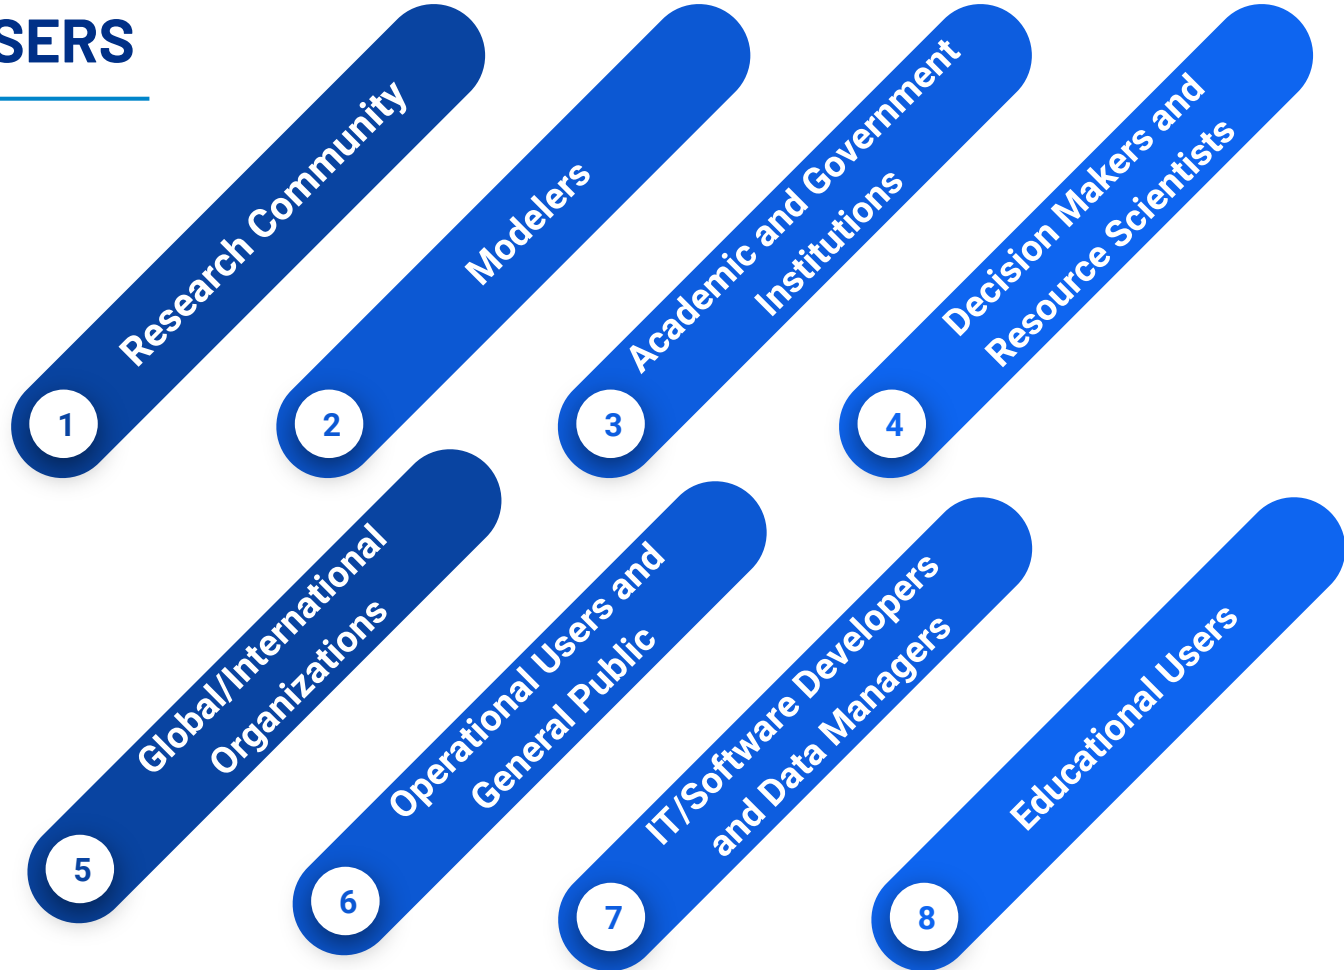 SERS
Research Community
1
Modelers
2
Academic and Government
Institutions
3
Decision Makers and
Resource Scientists
4
Global/International
Organizations
5
Operational Users and
General Public
6
IT/Software Developers
and Data Managers
7
Educational Users
8